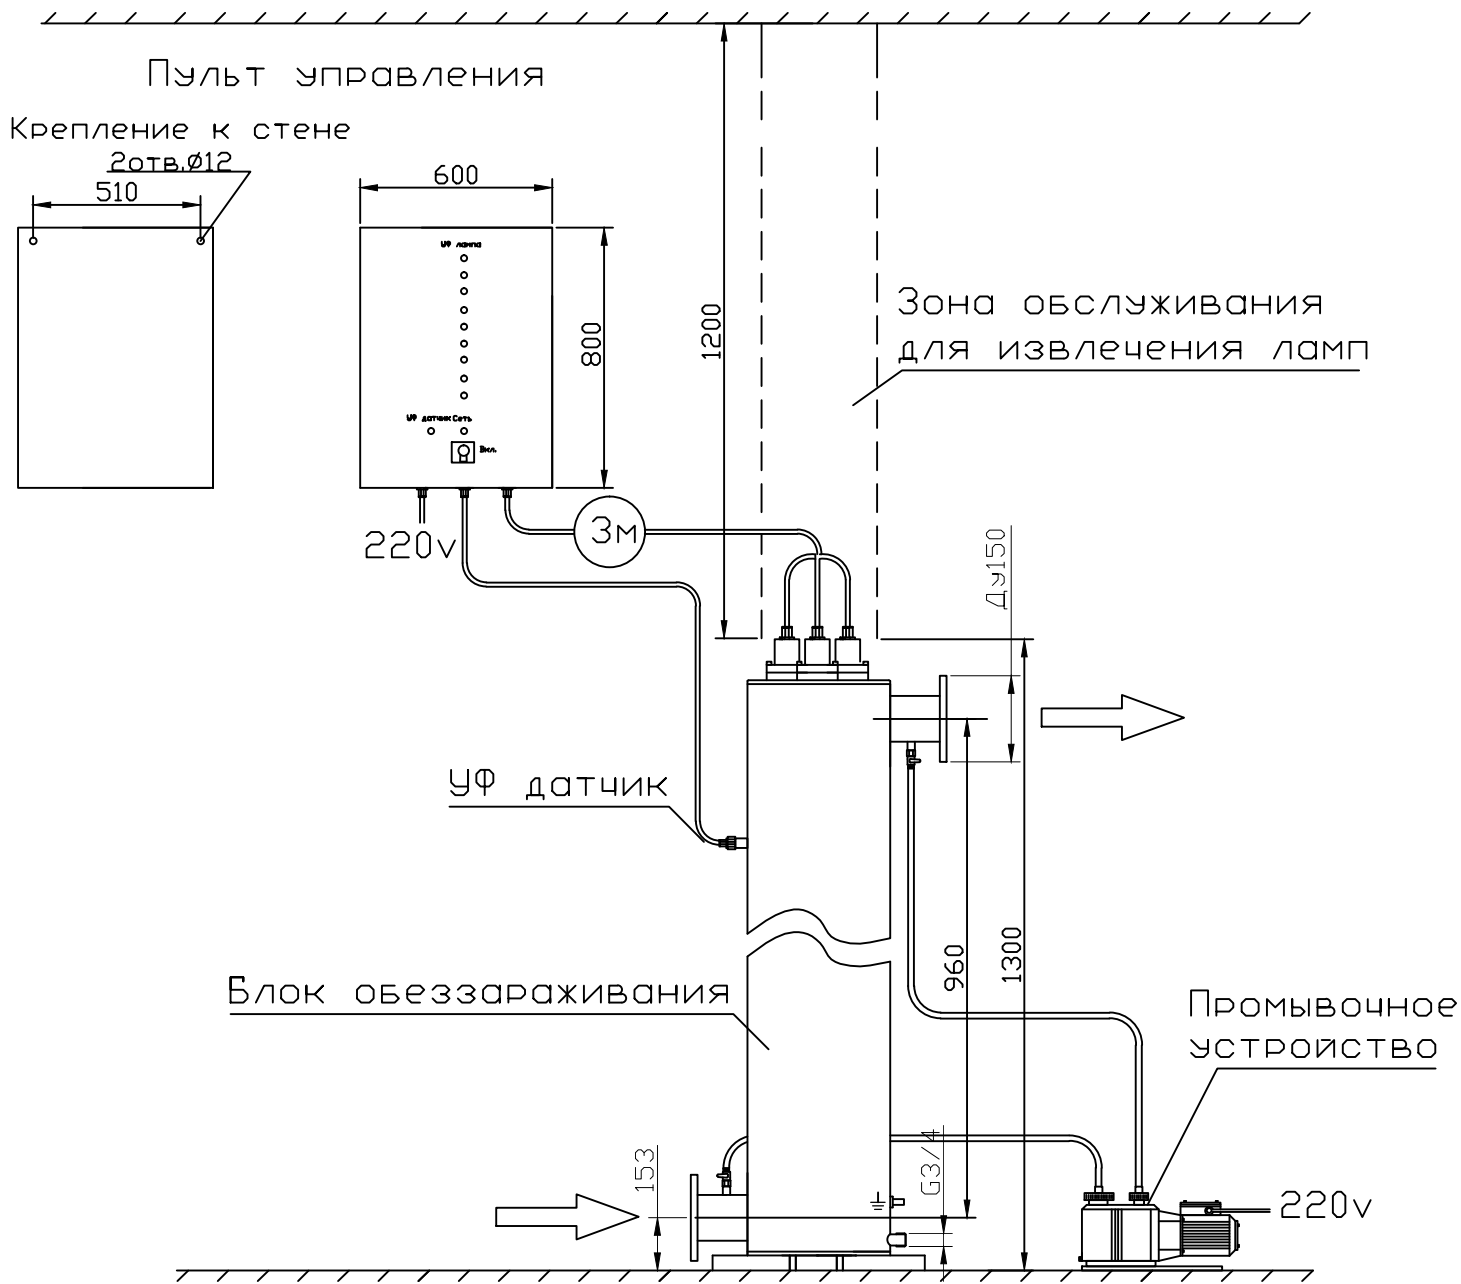 Пульт управления
Крепление к стене
2отв.Ø12
510
600
УФ лампа
800
1200
Зона обслуживания
для извлечения ламп
УФ датчик Сеть
Вкл.
220v
3м
Ду150
УФ датчик
960
1300
Блок обеззараживания
Промывочное
устройство
153
G3/4
220v